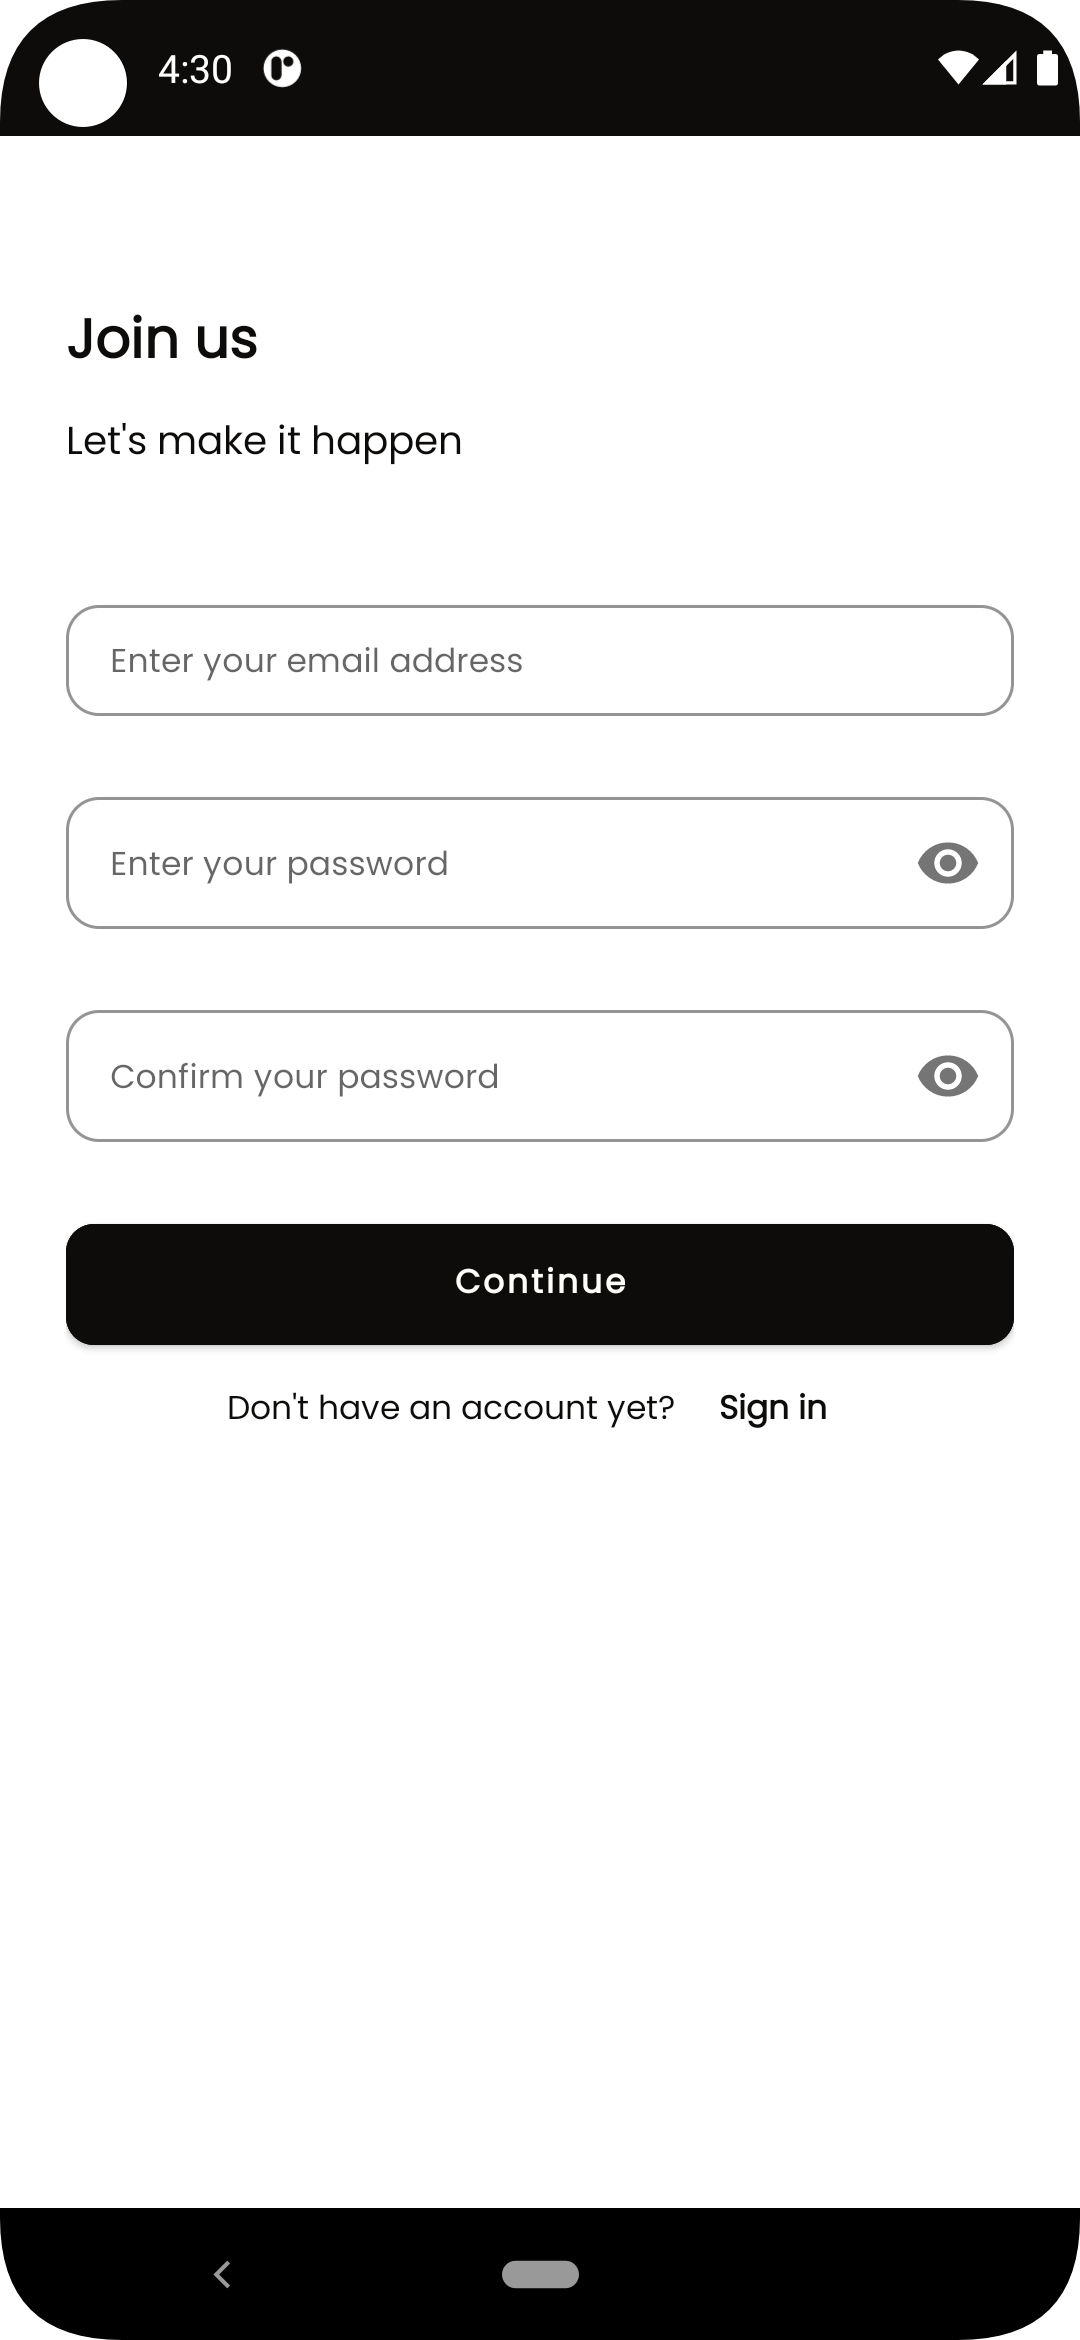 4:30
Join us
Let's make it happen
Enter your email address
Enter your password
Confirm your password
Continue
Don't have an account yet? Sign in